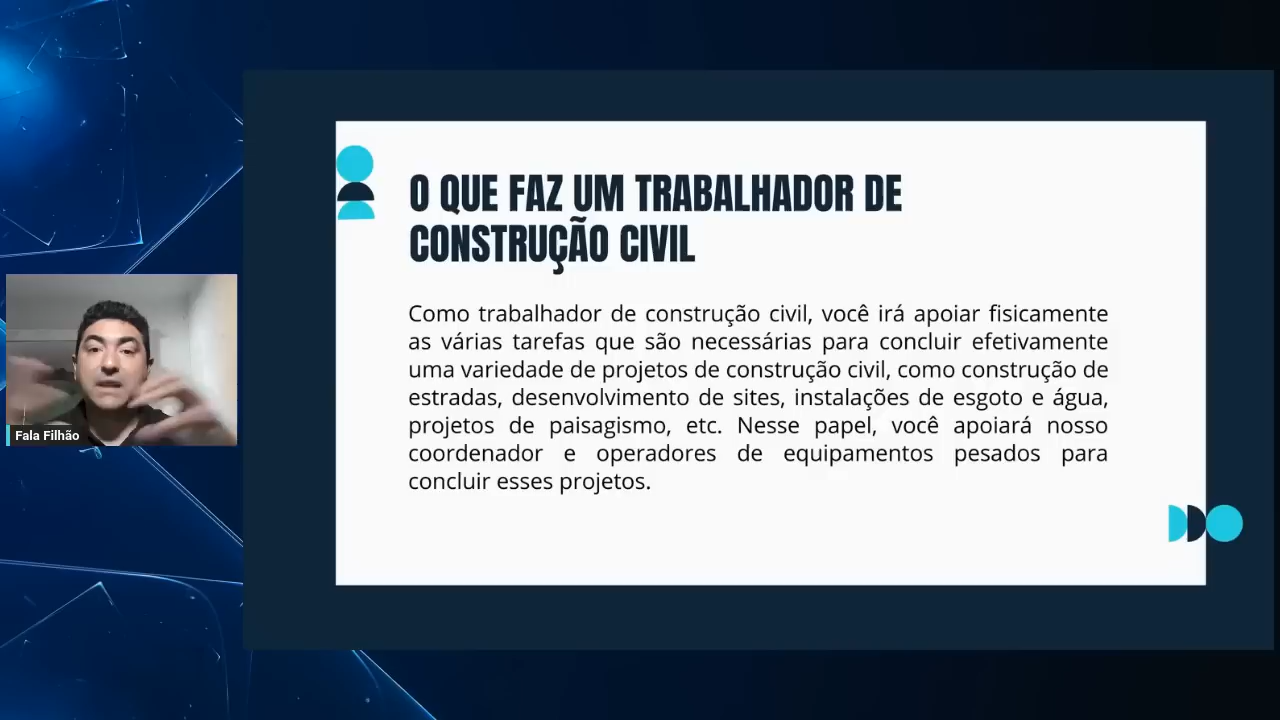 O QUE FAZ UM TRABALHADOR DE
CONSTRUÇÃO CIVIL
Como trabalhador de construção civil, você irá apoiar fisicamente
as várias tarefas que são necessárias para concluir efetivamente
uma variedade de projetos de construção civil, como construção de
estradas, desenvolvimento de sites, instalações de esgoto e água,
projetos de paisagismo, etc. Nesse papel, você apoiará nosso
coordenador e operadores de equipamentos pesados para
concluir esses projetos.
Fala Filhão